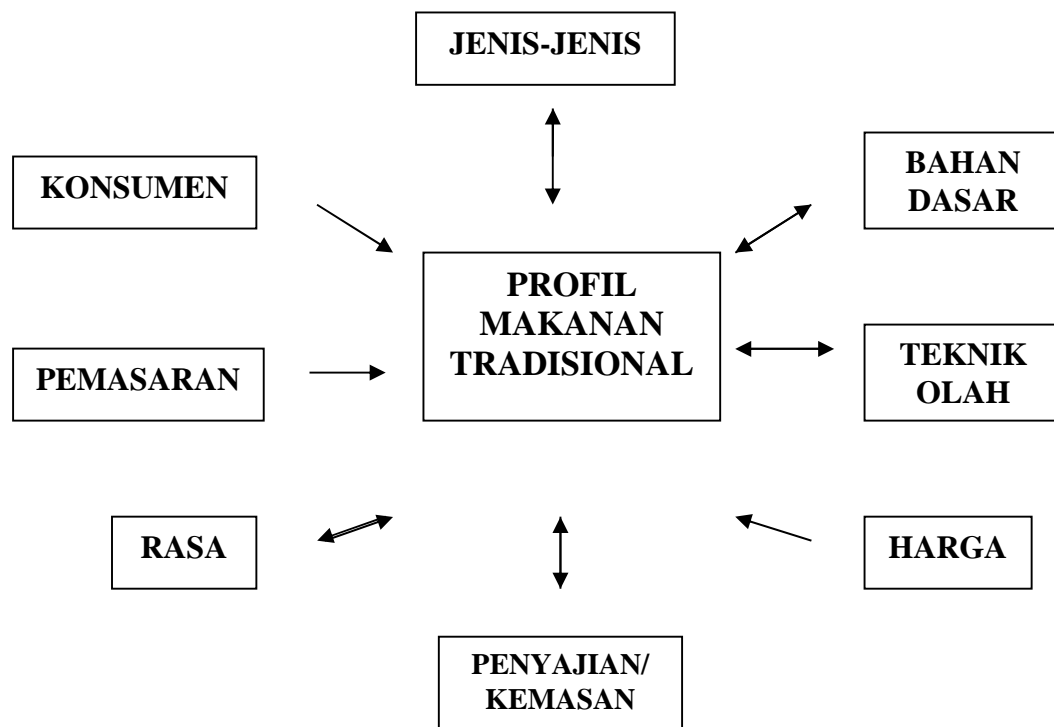 JENIS-JENIS
KONSUMEN
BAHAN
DASAR
PROFIL
MAKANAN
TRADISIONAL
PEMASARAN
TEKNIK
OLAH
RASA
HARGA
PENYAJIAN/
KEMASAN